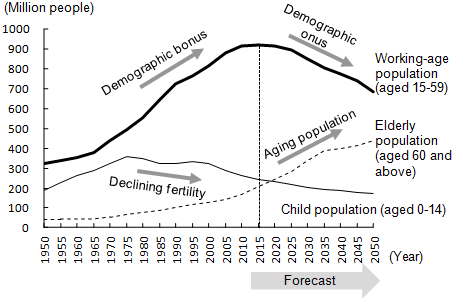 (Million people)
1000
900
800
700
600
500
400
300
200
100
0
Demographic bonus
Demographic
onus
Working-age
population
(aged 15-59)
Elderly
population
(aged 60 and
above)
Aging population
Declining fertility
Child population (aged 0-14)
1950
1955
1960
1965
1970
1975
1980
1985
1990
1995
2000
2005
2010
2015
2020
2025
2030
2035
2040
2045
2050
(Year)
Forecast